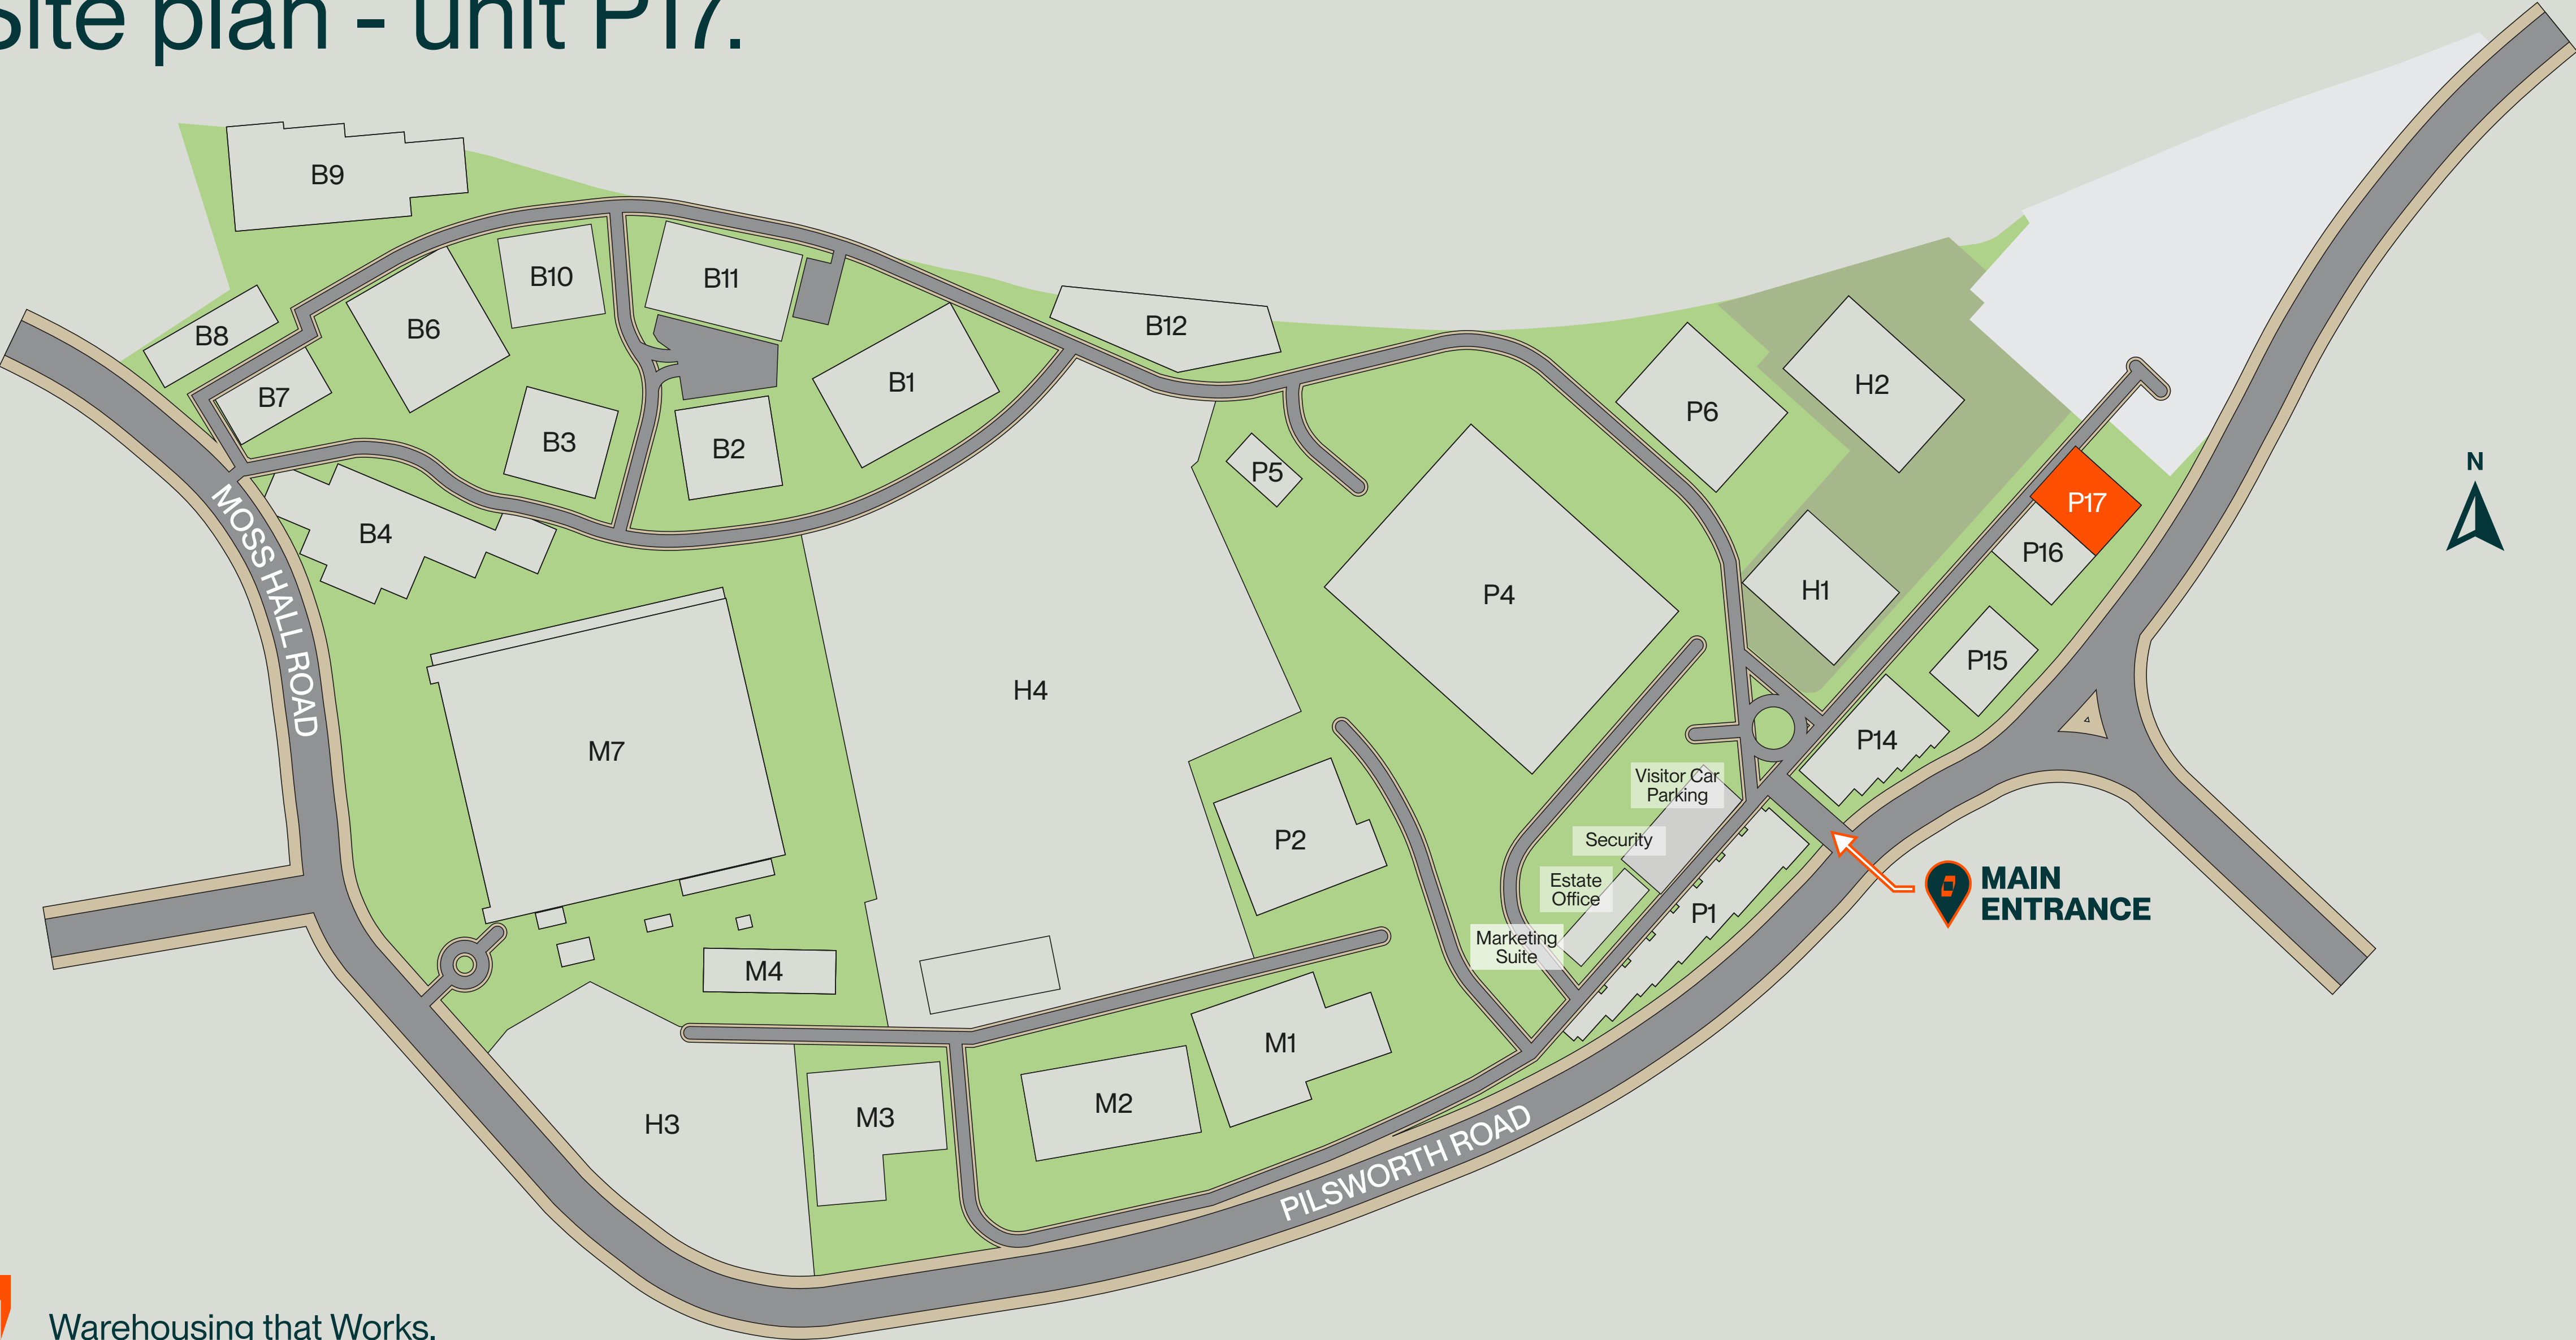 Site plan - unit P17.
B9
B10
B11
B6
B8
B7
B3
B2
B1
B12
B4
P5
P6
H2
P4
H1
P17
P16
P15
P14
N
MOSS HALL ROAD
M7
H4
P2
Visitor Car
Parking
Security
Estate
Office
Marketing
Suite
P1
MAIN
ENTRANCE
M4
M1
M2
M3
H3
PILSWORTH ROAD
Warehousing that Works.